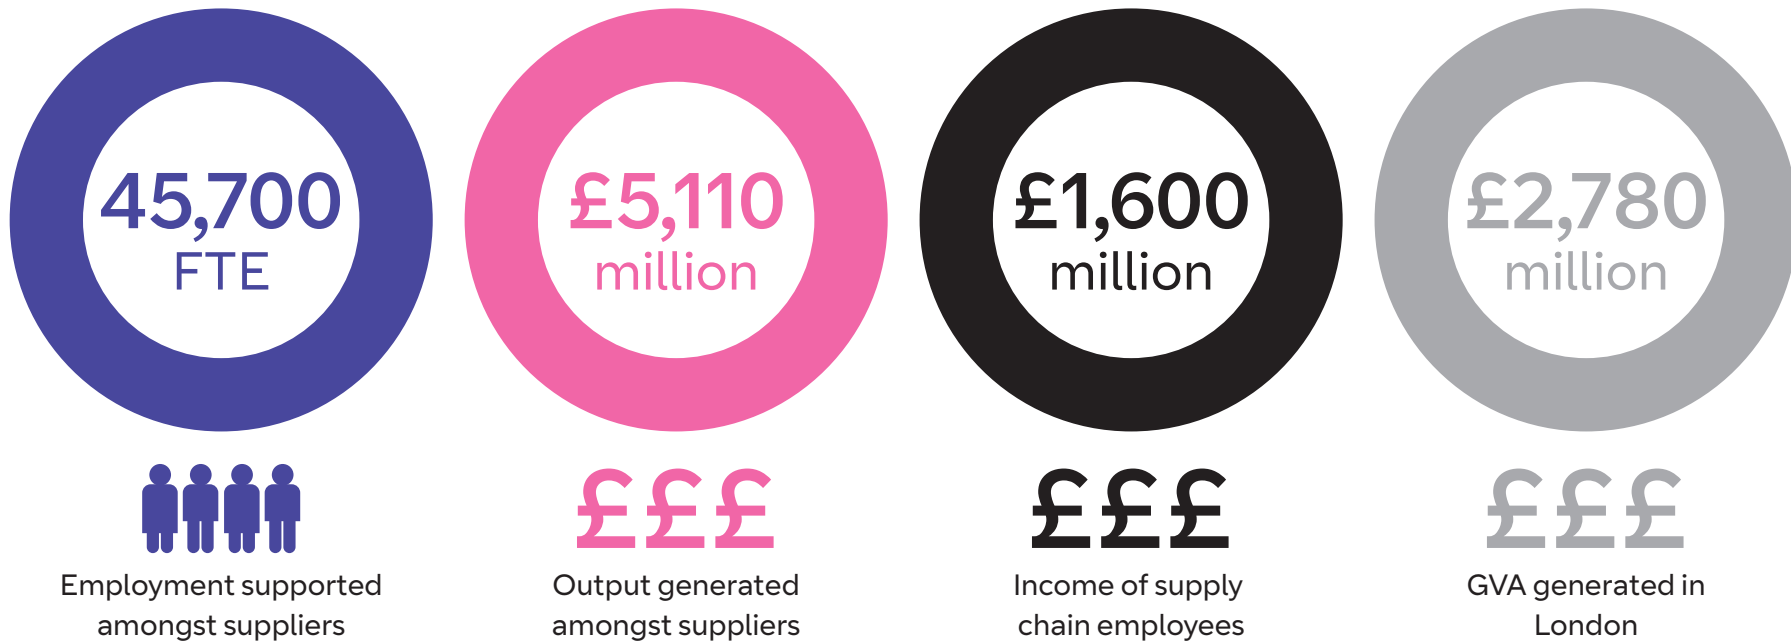 45,700
FTE
£5,110
million
£1,600
million
£2,780
million
£££
£££
£££
Employment supported
amongst suppliers
Output generated
amongst suppliers
Income of supply
chain employees
GVA generated in
London